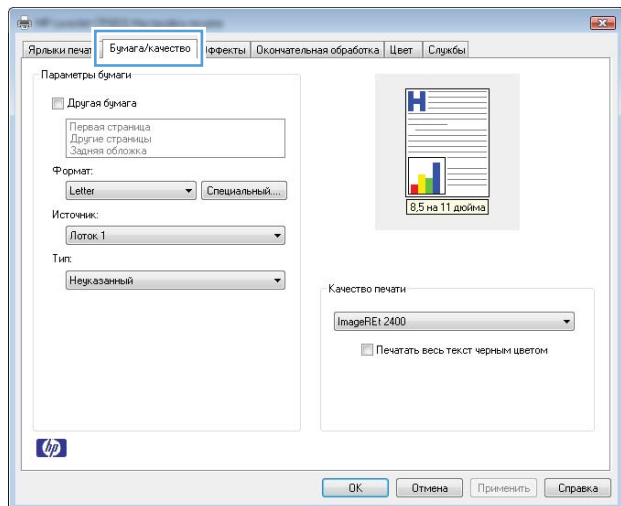 Ярлыки печат Бумага/качество ффекты Окончательная обработка Цвет Службы
Параметры бумаги
Другая бумага
Первая страница
Другие страницы
Задняя обложка
Формат:
Letter Специальный....
Источник:
Лоток 1
Тип:
Неуказанный
H
8,5 на 11 дюйма
Качество печати
ImageREt 2400
Печатать весь текст черным цветом
hp
OK Отмена Применить Справка